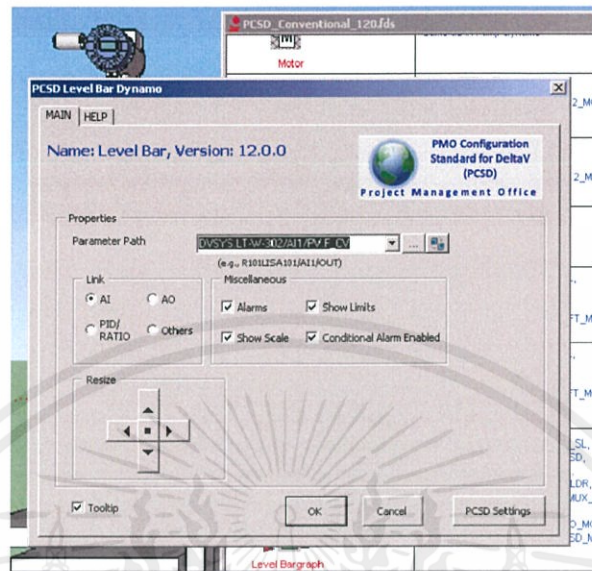 PCSD_Conventional_120.fds
Motor
PCSD Level Bar Dynamo
MAIN HELP
Name: Level Bar, Version: 12.0.0
PMO Configuration
Standard for DeltaV
(PCSD)
Project Management Office
Properties
Parameter Path
DVSYS.LT-W-302/AI1/PV.F_CV
...
(e.g., R101LISA101/AI1/OUT)
Link
AI
AO
PID/
RATIO
Others
Miscellaneous
Alarms
Show Limits
Show Scale
Conditional Alarm Enabled
Resize
Tooltip
OK
Cancel
PCSD Settings
Level Bargraph